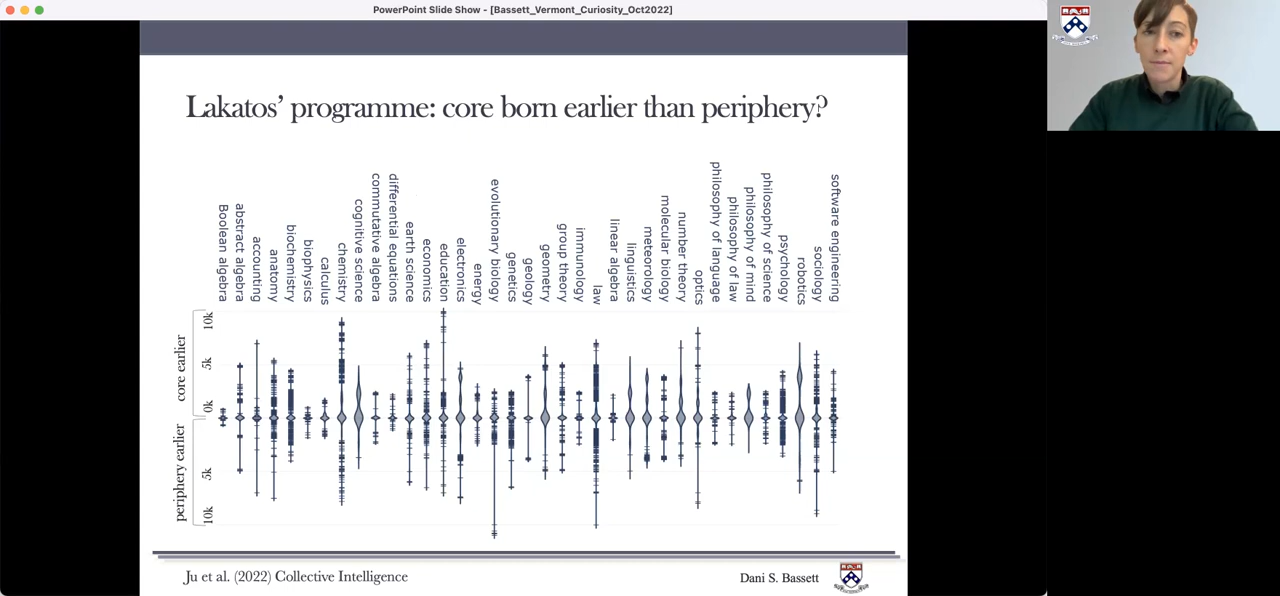 PowerPoint Slide Show - [Bassett_Vermont_Curiosity_Oct2022]
Lakatos' programme: core born earlier than periphery?
Boolean algebra
abstract algebra
accounting
anatomy
biochemistry
biophysics
calculus
chemistry
cognitive science
commutative algebra
differential equations
earth science
economics
education
electronics
energy
evolutionary biology
genetics
geology
geometry
group theory
immunology
law
linear algebra
linguistics
meteorology
molecular biology
number theory
optics
philosophy of language
philosophy of law
philosophy of mind
philosophy of science
psychology
robotics
sociology
software engineering
core earlier
periphery earlier
10k
5k
0k
5k
10k
Ju et al. (2022) Collective Intelligence
Dani S. Bassett